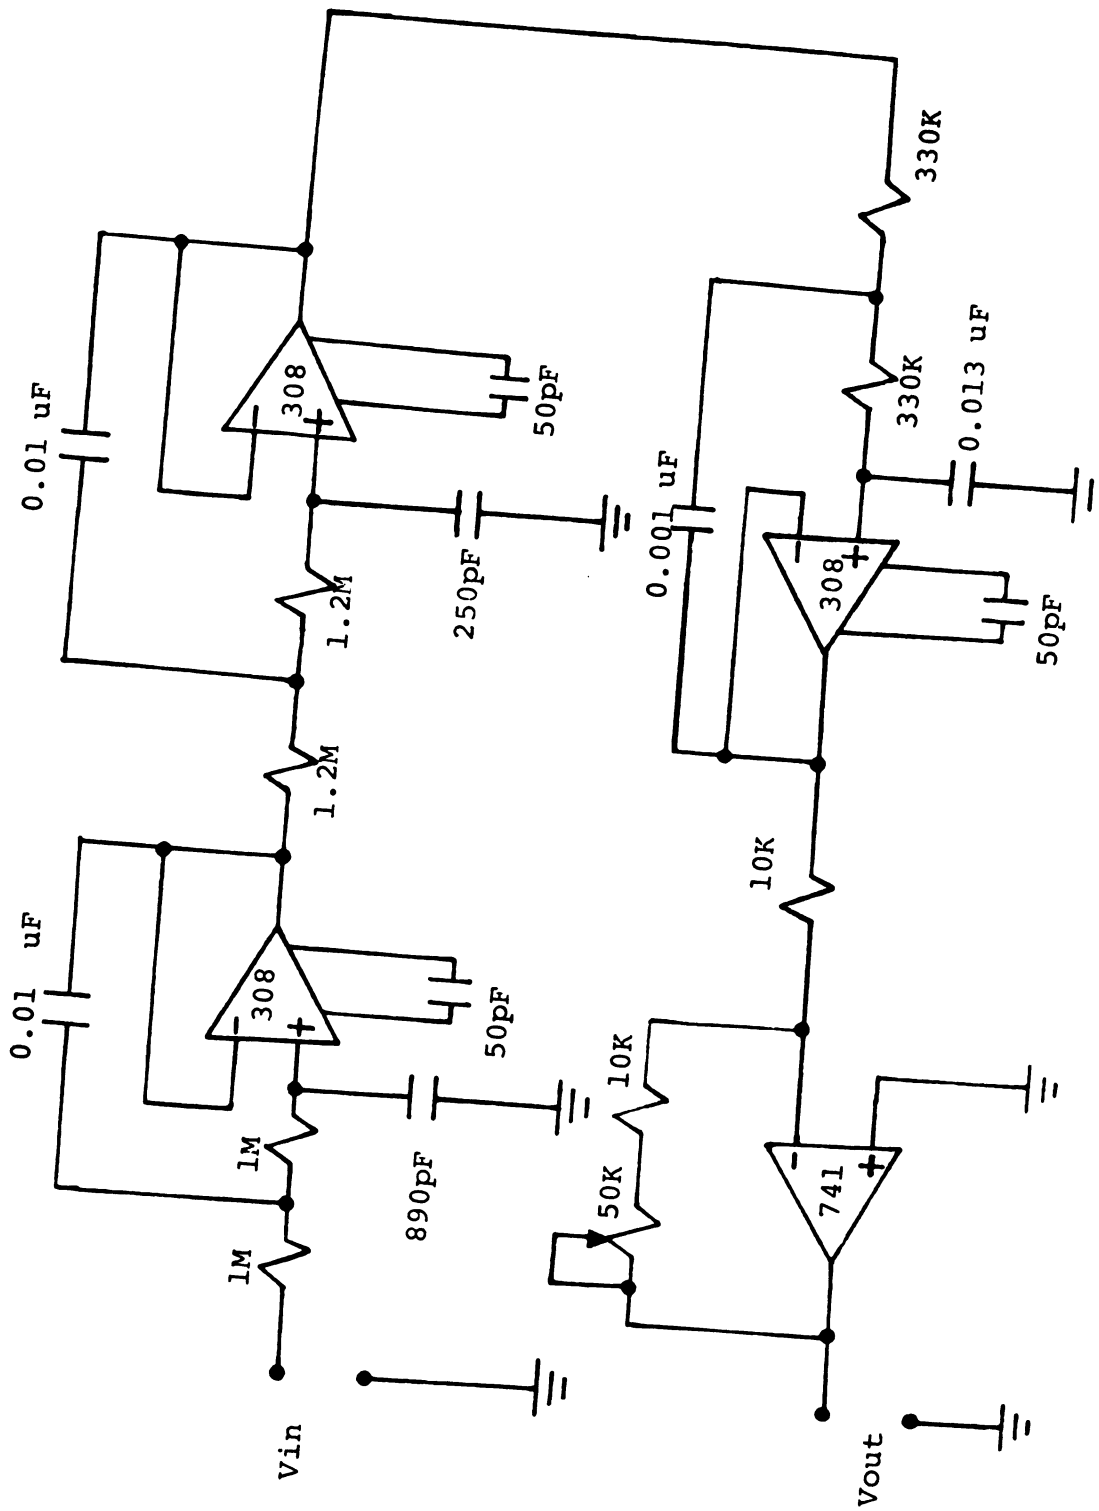 0.01 uF
0.01 uF
308
308
-
+
-
+
1M
1M
1.2M
1.2M
890pF
50pF
250pF
50pF
Vin
330K
330K
0.001 uF
0.013 uF
308
-
+
50pF
10K
10K
50K
741
-
+
Vout